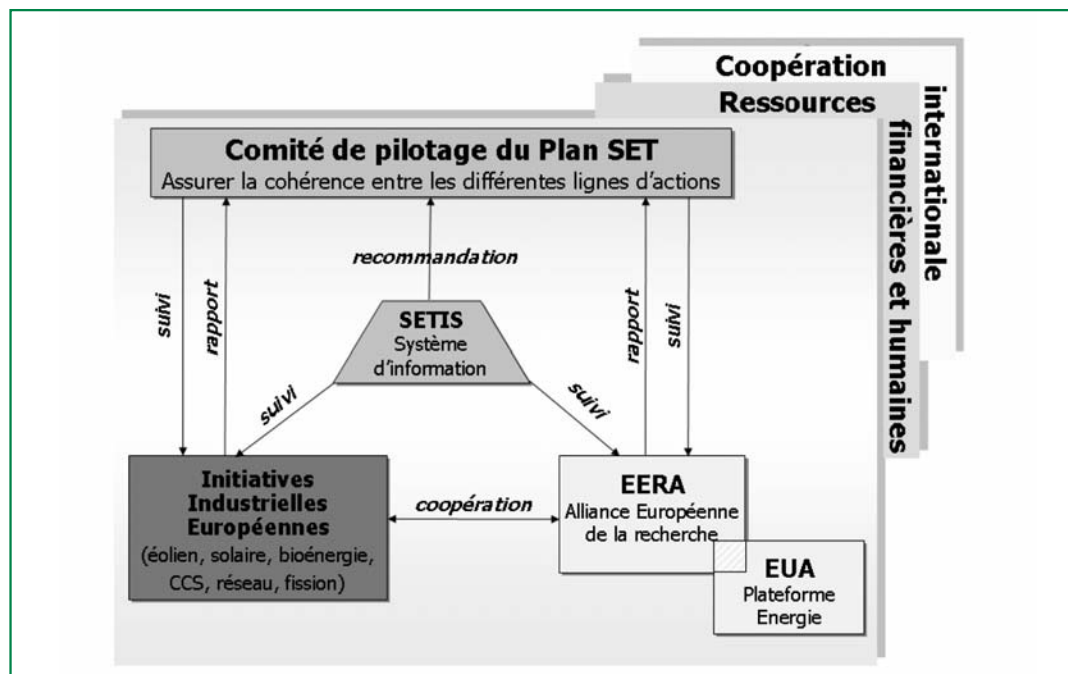 Coopération
internationale
Ressources
financières et humaines
Comité de pilotage du Plan SET
Assurer la cohérence entre les différentes lignes d'actions
suivi
rapport
recommandation
rapport
suivi
SETIS
Système
d'information
suivi
suivi
Initiatives
Industrielles
Européennes
(éolien, solaire, bioénergie,
CCS, réseau, fission)
coopération
EERA
Alliance Européenne
de la recherche
EUA
Plateforme
Energie